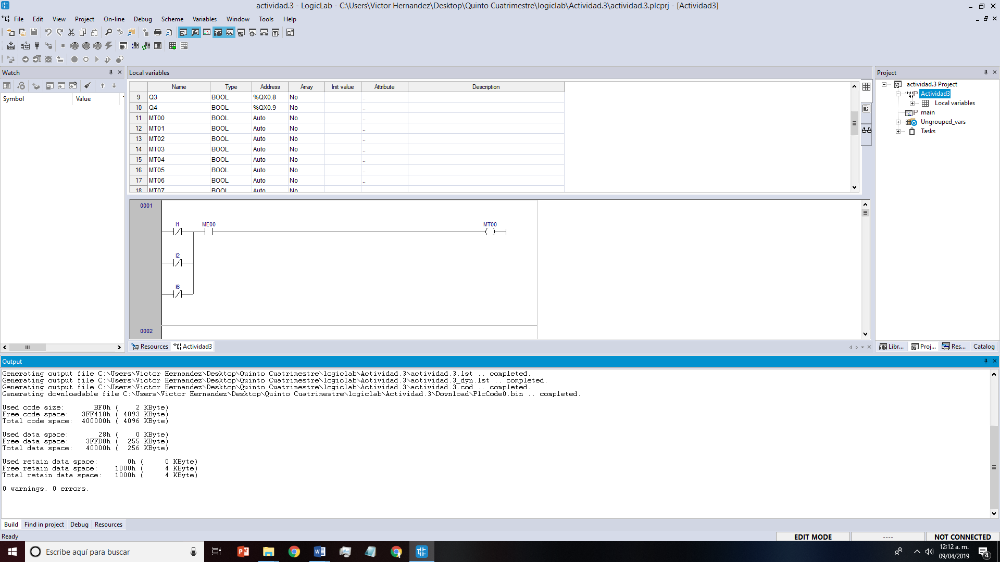 actividad.3 - LogicLab - C:\Users\Victor Hernandez\Desktop\Quinto Cuatrimestre\logiclab\Actividad.3\actividad.3.plcprj - [Actividad3]
File Edit View Project On-line Debug Scheme Variables Window Tools Help
Watch
Symbol Value
Local variables
Name Type Address Array Init value Attribute Description
9 Q3 BOOL %QX0.8 No ..
10 Q4 BOOL %QX0.9 No ..
11 MT00 BOOL Auto No ..
12 MT01 BOOL Auto No ..
13 MT02 BOOL Auto No ..
14 MT03 BOOL Auto No ..
15 MT04 BOOL Auto No ..
16 MT05 BOOL Auto No ..
17 MT06 BOOL Auto No ..
18 MT07 BOOL Auto No
0001
I1 ME00 MT00
I2
I6
0002
Resources Actividad3
Project
actividad.3 Project
Actividad3
Local variables
main
Ungrouped_vars
Tasks
Libr... Proj... Res... Catalog
Output
Generating output file C:\Users\Victor Hernandez\Desktop\Quinto Cuatrimestre\logiclab\Actividad.3\actividad.3.lst .. completed.
Generating output file C:\Users\Victor Hernandez\Desktop\Quinto Cuatrimestre\logiclab\Actividad.3\actividad.3_dyn.lst .. completed.
Generating output file C:\Users\Victor Hernandez\Desktop\Quinto Cuatrimestre\logiclab\Actividad.3\actividad.3.cod .. completed.
Generating downloadable file C:\Users\Victor Hernandez\Desktop\Quinto Cuatrimestre\logiclab\Actividad.3\Download\PlcCode0.bin .. completed.
Used code size: BF0h ( 2 KByte)
Free code space: 3FF410h ( 4093 KByte)
Total code space: 400000h ( 4096 KByte)
Used data space: 28h ( 0 KByte)
Free data space: 3FFD8h ( 255 KByte)
Total data space: 40000h ( 256 KByte)
Used retain data space: 0h ( 0 KByte)
Free retain data space: 1000h ( 4 KByte)
Total retain data space: 1000h ( 4 KByte)
0 warnings, 0 errors.
Build Find in project Debug Resources
Ready EDIT MODE ---- NOT CONNECTED
Escribe aquí para buscar
12:12 a. m.
09/04/2019
4